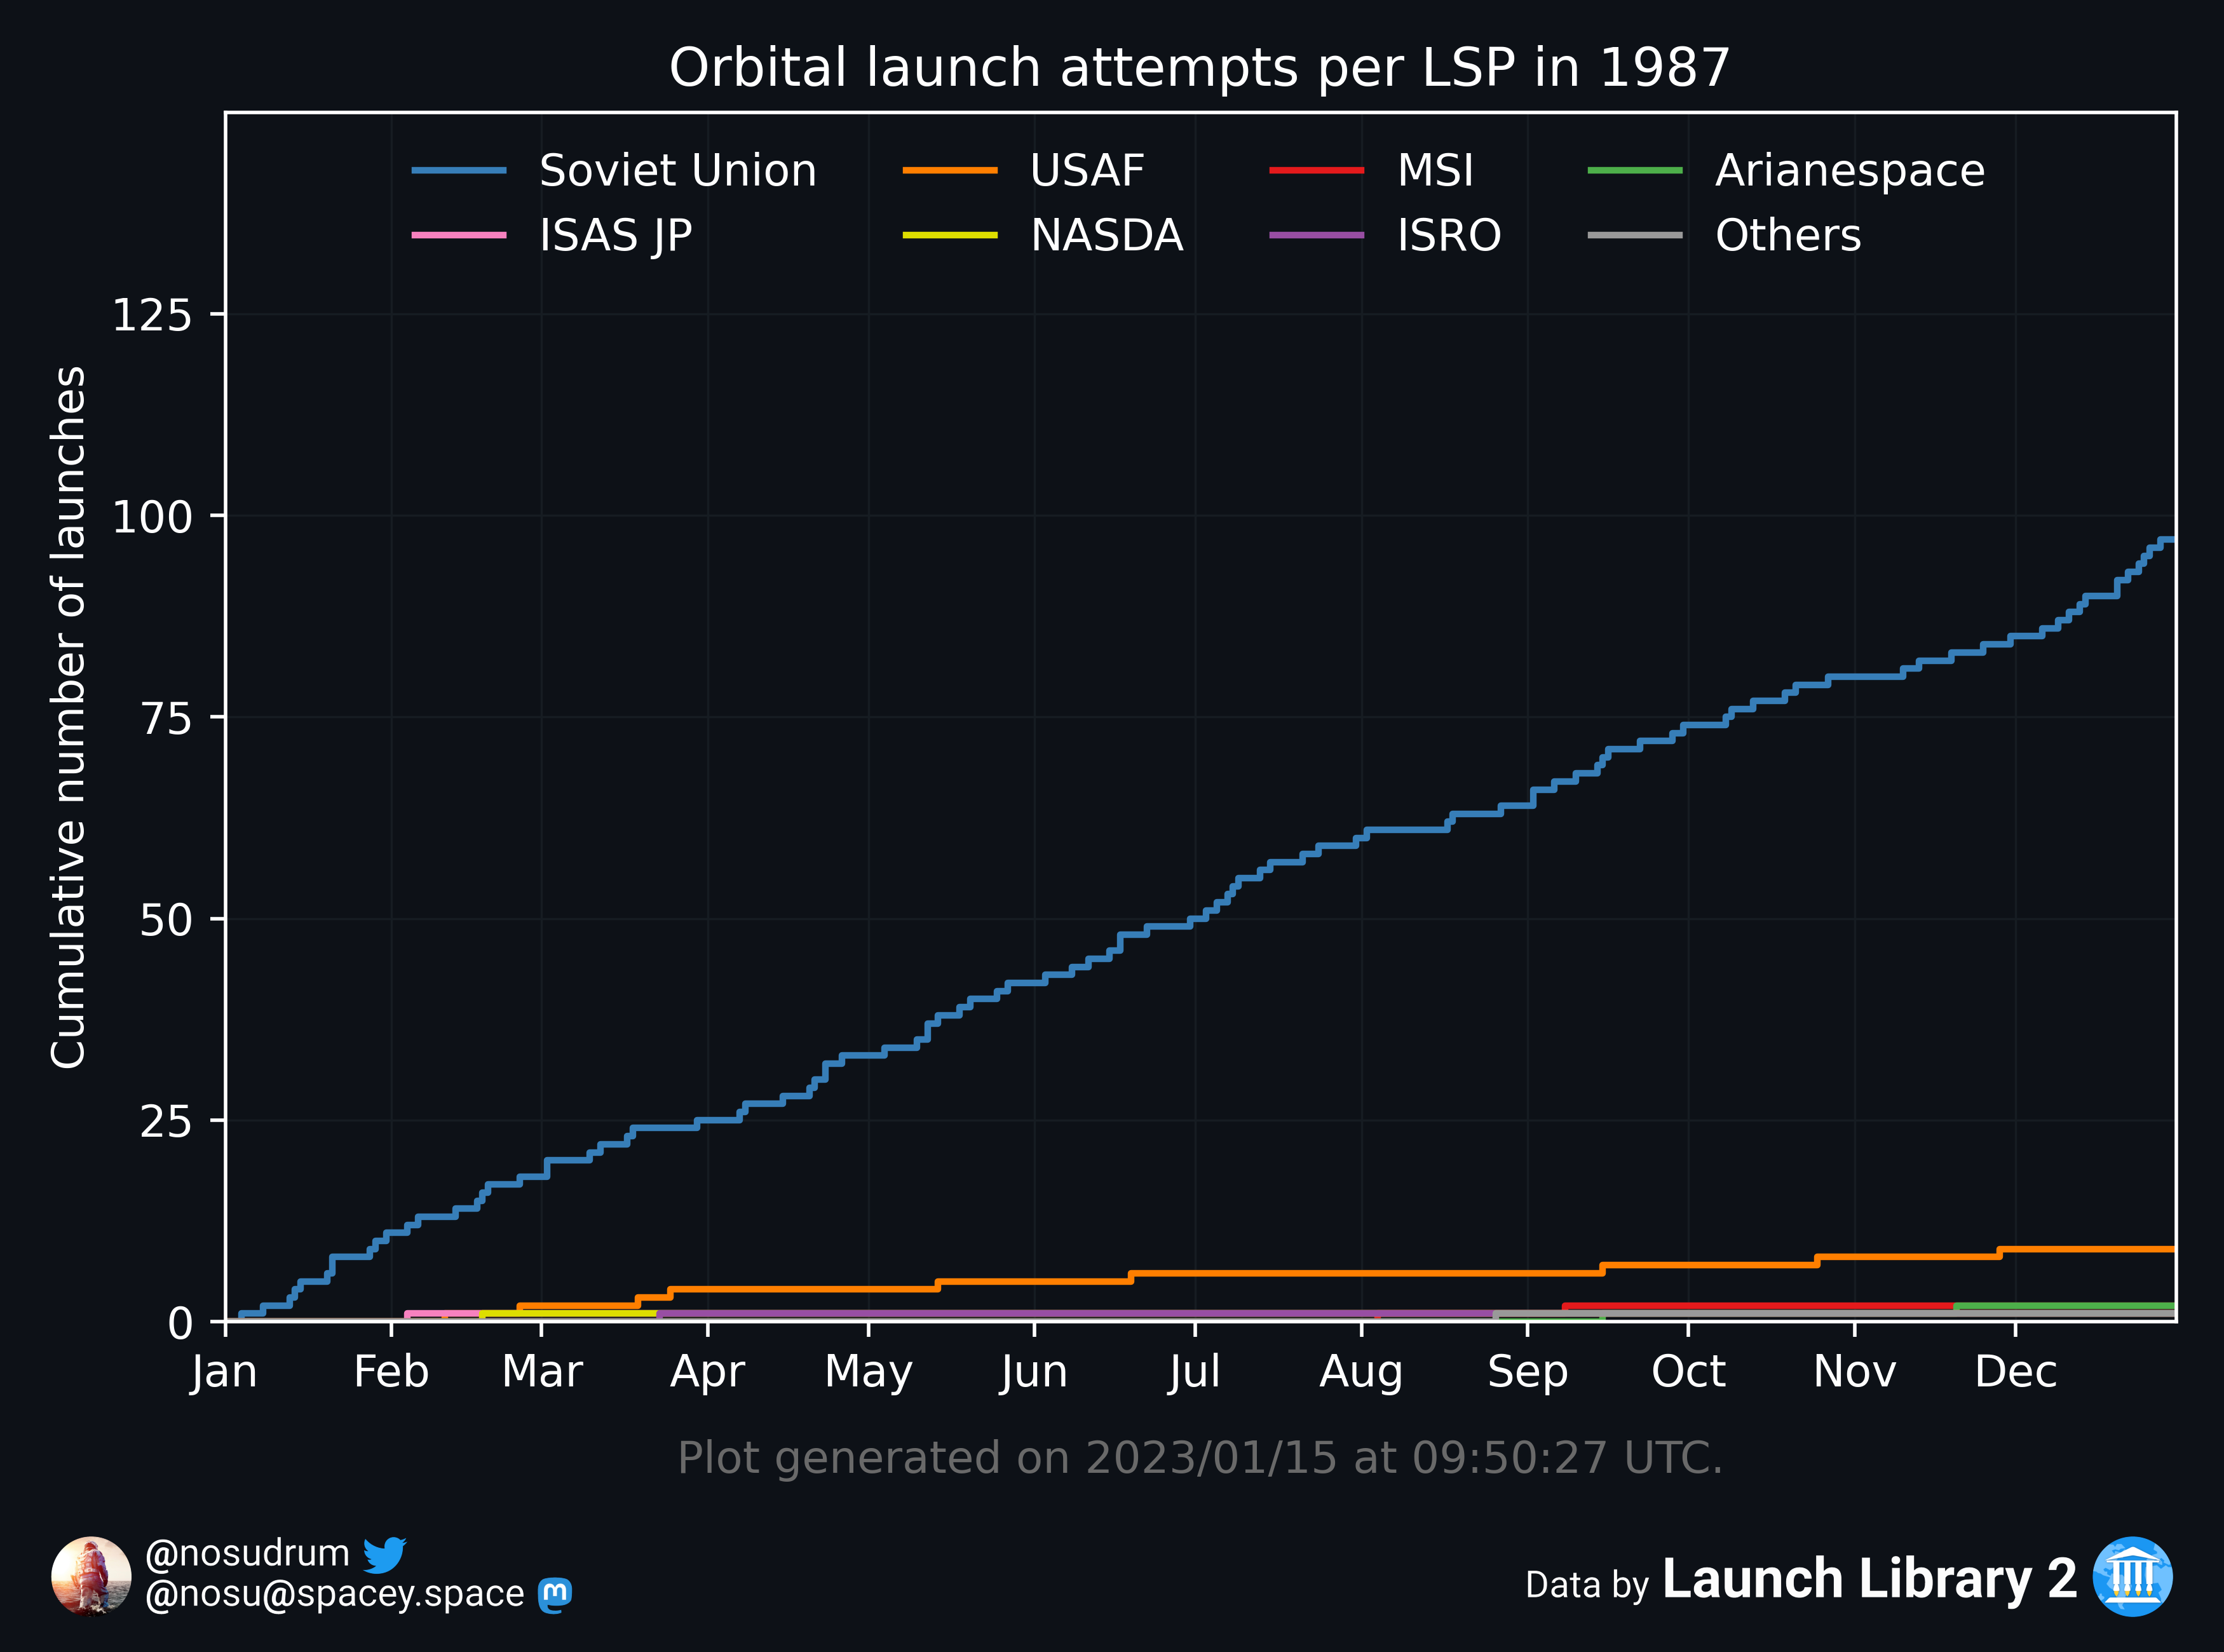 Orbital launch attempts per LSP in 1987
Soviet Union USAF MSI Arianespace
ISAS JP NASDA ISRO Others
Cumulative number of launches
125
100
75
50
25
0
Jan Feb Mar Apr May Jun Jul Aug Sep Oct Nov Dec
Plot generated on 2023/01/15 at 09:50:27 UTC.
@nosudrum
@nosu@spacey.space
Data by Launch Library 2